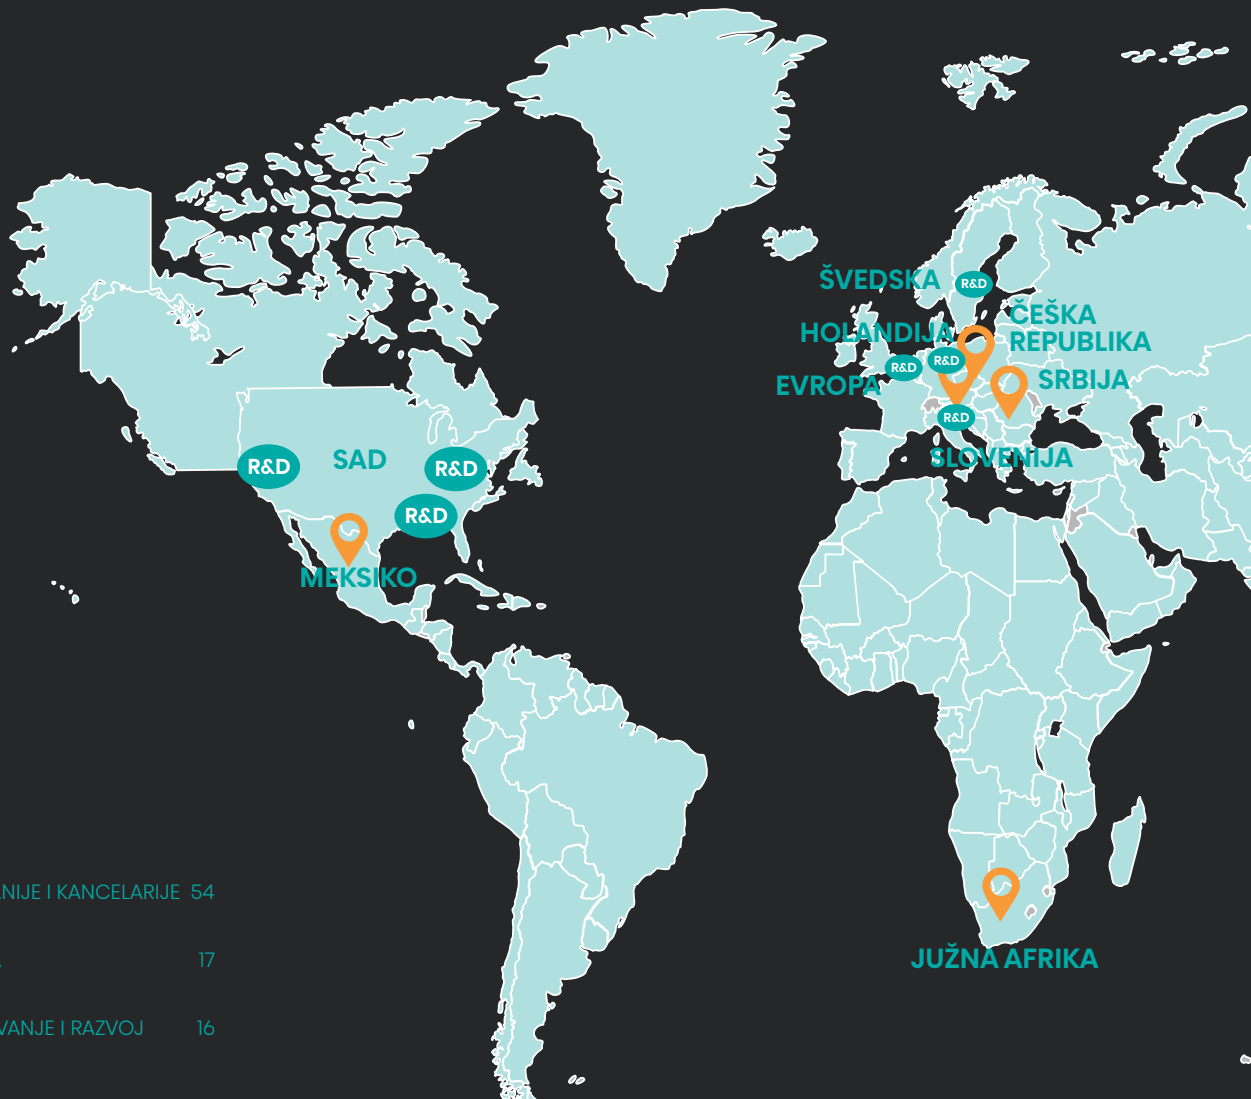 ŠVEDSKA
R&D
ČEŠKA
REPUBLIKA
HOLANDIJA
R&D
R&D
EVROPA
SRBIJA
R&D
SLOVENIJA
R&D
SAD
R&D
R&D
MEKSIKO
NIJE I KANCELARIJE 54
17
VANJE I RAZVOJ 16
JUŽNA AFRIKA